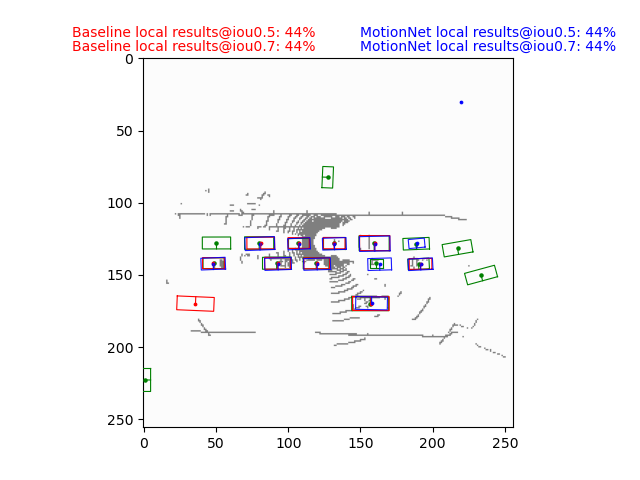 Baseline local results@iou0.5: 44% MotionNet local results@iou0.5: 44%
Baseline local results@iou0.7: 44% MotionNet local results@iou0.7: 44%
0
50
100
150
200
250
0 50 100 150 200 250